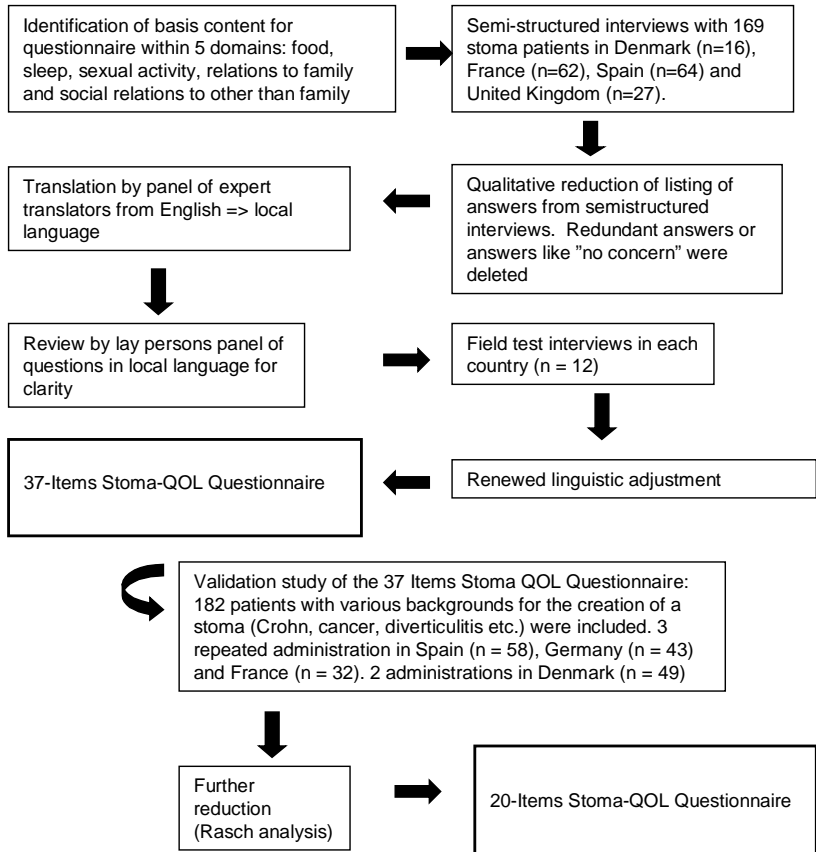 Identification of basis content for
questionnaire within 5 domains: food,
sleep, sexual activity, relations to family
and social relations to other than family
Semi-structured interviews with 169
stoma patients in Denmark (n=16),
France (n=62), Spain (n=64) and
United Kingdom (n=27).
Qualitative reduction of listing of
answers from semistructured
interviews. Redundant answers or
answers like ”no concern” were
deleted
Translation by panel of expert
translators from English => local
language
Review by lay persons panel of
questions in local language for
clarity
Field test interviews in each
country (n = 12)
Renewed linguistic adjustment
37-Items Stoma-QOL Questionnaire
Validation study of the 37 Items Stoma QOL Questionnaire:
182 patients with various backgrounds for the creation of a
stoma (Crohn, cancer, diverticulitis etc.) were included. 3
repeated administration in Spain (n = 58), Germany (n = 43)
and France (n = 32). 2 administrations in Denmark (n = 49)
Further
reduction
(Rasch analysis)
20-Items Stoma-QOL Questionnaire